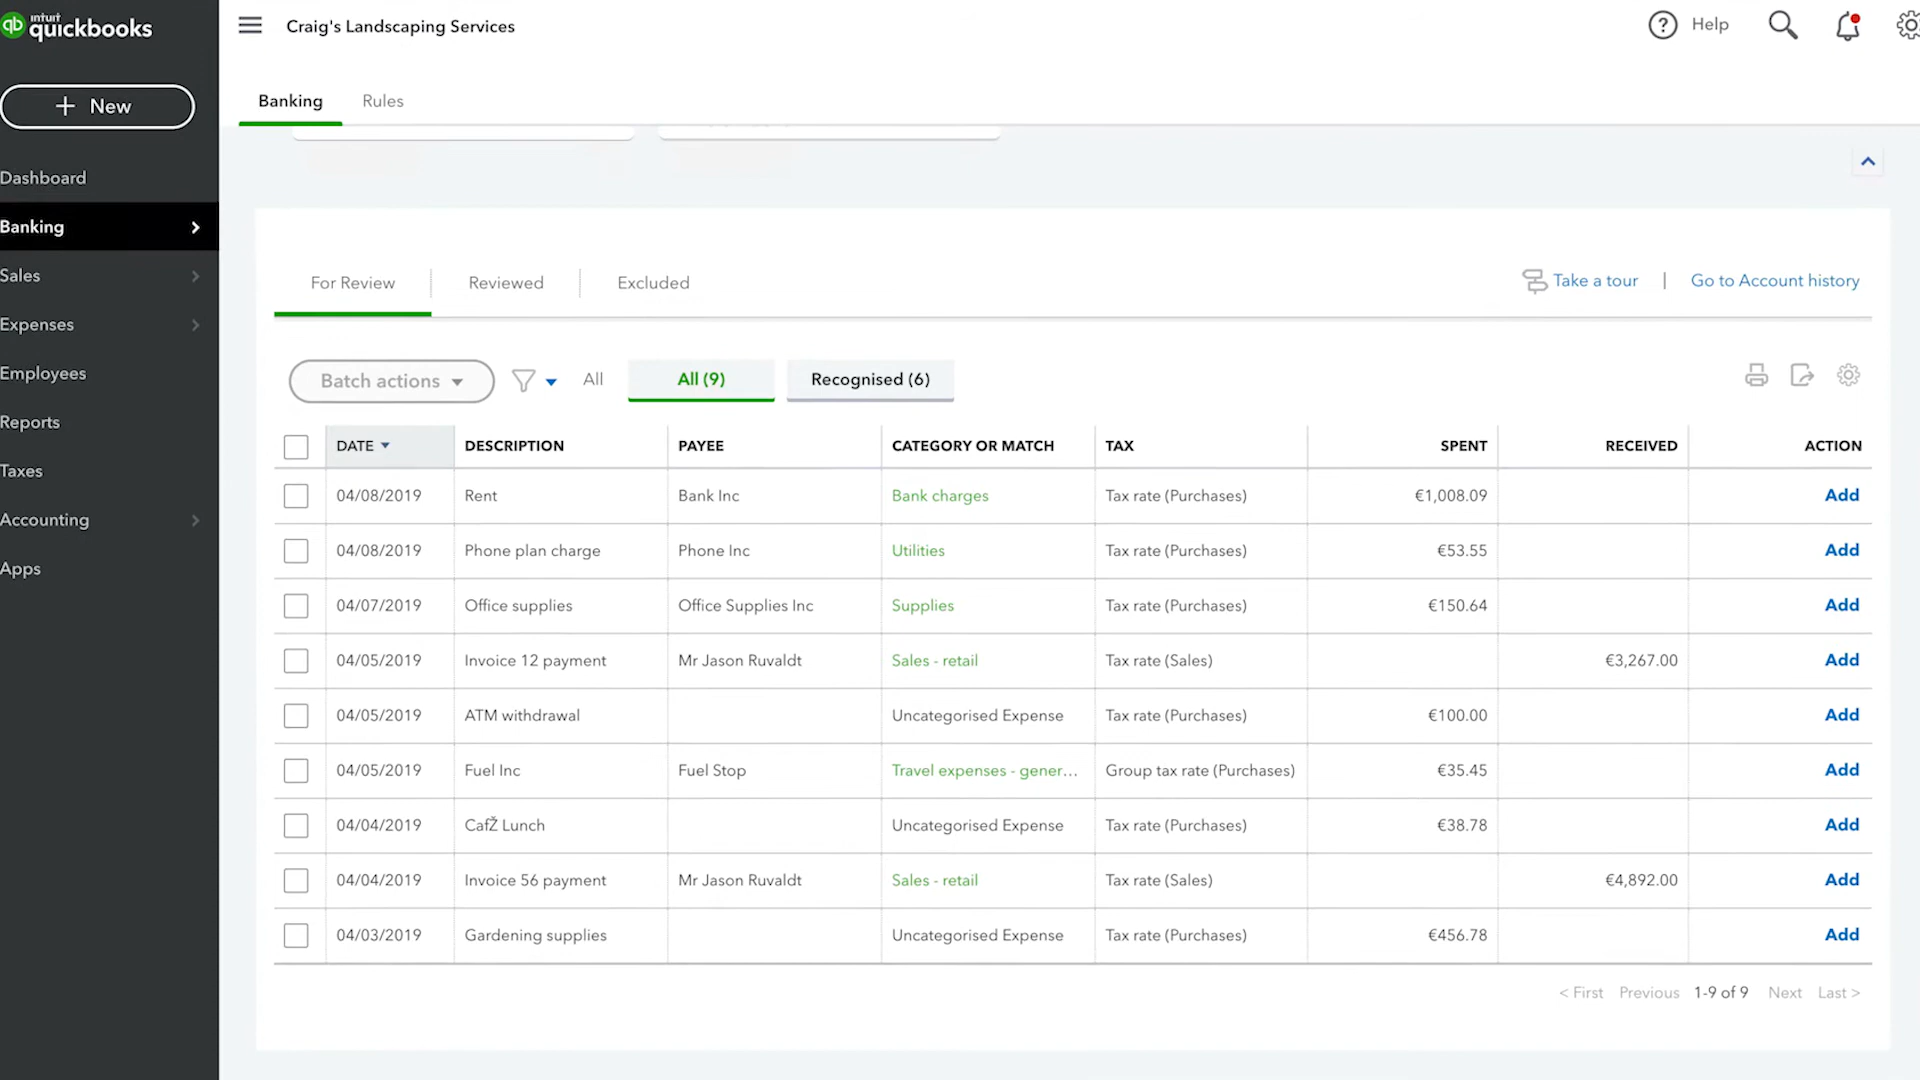 intuit
quickbooks
Craig's Landscaping Services
Help
+ New
Banking
Rules
Dashboard
Banking
Sales
Expenses
Employees
Reports
Taxes
Accounting
Apps
For Review
Reviewed
Excluded
Take a tour | Go to Account history
Batch actions
All
All (9)
Recognised (6)
DATE DESCRIPTION PAYEE CATEGORY OR MATCH TAX SPENT RECEIVED ACTION
04/08/2019 Rent Bank Inc Bank charges Tax rate (Purchases) €1,008.09 Add
04/08/2019 Phone plan charge Phone Inc Utilities Tax rate (Purchases) €53.55 Add
04/07/2019 Office supplies Office Supplies Inc Supplies Tax rate (Purchases) €150.64 Add
04/05/2019 Invoice 12 payment Mr Jason Ruvaldt Sales - retail Tax rate (Sales) €3,267.00 Add
04/05/2019 ATM withdrawal Uncategorised Expense Tax rate (Purchases) €100.00 Add
04/05/2019 Fuel Inc Fuel Stop Travel expenses - gener... Group tax rate (Purchases) €35.45 Add
04/04/2019 CafŽ Lunch Uncategorised Expense Tax rate (Purchases) €38.78 Add
04/04/2019 Invoice 56 payment Mr Jason Ruvaldt Sales - retail Tax rate (Sales) €4,892.00 Add
04/03/2019 Gardening supplies Uncategorised Expense Tax rate (Purchases) €456.78 Add
< First Previous 1-9 of 9 Next Last >